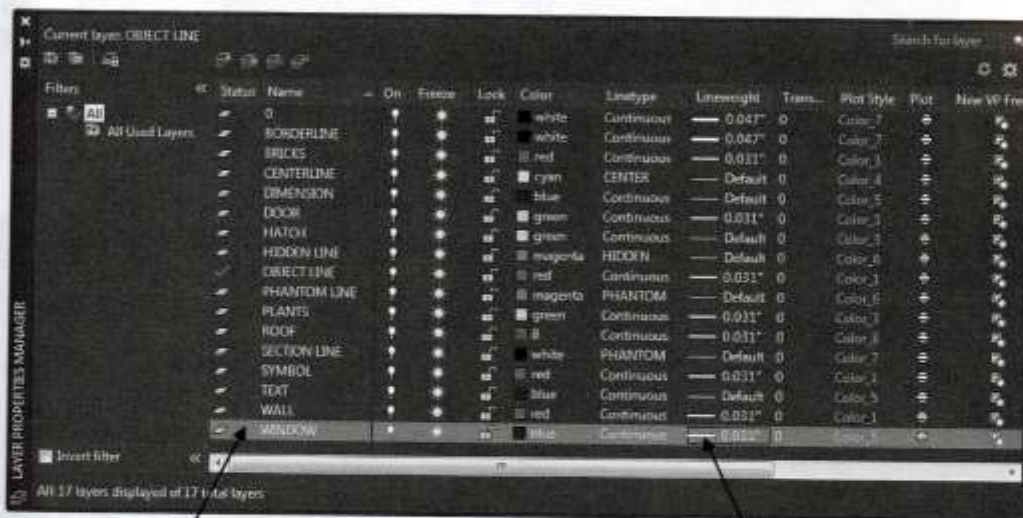 Current layer: OBJECT LINE
Search for layer
Filters
Status Name On Freeze Lock Color Linetype Lineweight Trans... Plot Style Plot New VP Fre
All
All Used Layers
0 white Continuous 0.047" 0 Color_7
BORDERLINE white Continuous 0.047" 0 Color_7
BRICKS red Continuous 0.031" 0 Color_1
CENTERLINE cyan CENTER Default 0 Color_4
DIMENSION blue Continuous Default 0 Color_5
DOOR green Continuous 0.031" 0 Color_3
HATCH green Continuous Default 0 Color_3
HIDDEN LINE magenta HIDDEN Default 0 Color_6
OBJECT LINE red Continuous 0.031" 0 Color_1
PHANTOM LINE magenta PHANTOM Default 0 Color_6
PLANTS green Continuous 0.031" 0 Color_3
ROOF 8 Continuous 0.031" 0 Color_8
SECTION LINE white PHANTOM Default 0 Color_7
SYMBOL red Continuous 0.031" 0 Color_1
TEXT blue Continuous Default 0 Color_5
WALL red Continuous 0.031" 0 Color_1
WINDOW blue Continuous 0
Invert filter
All: 17 layers displayed of 17 total layers
LAYER PROPERTIES MANAGER